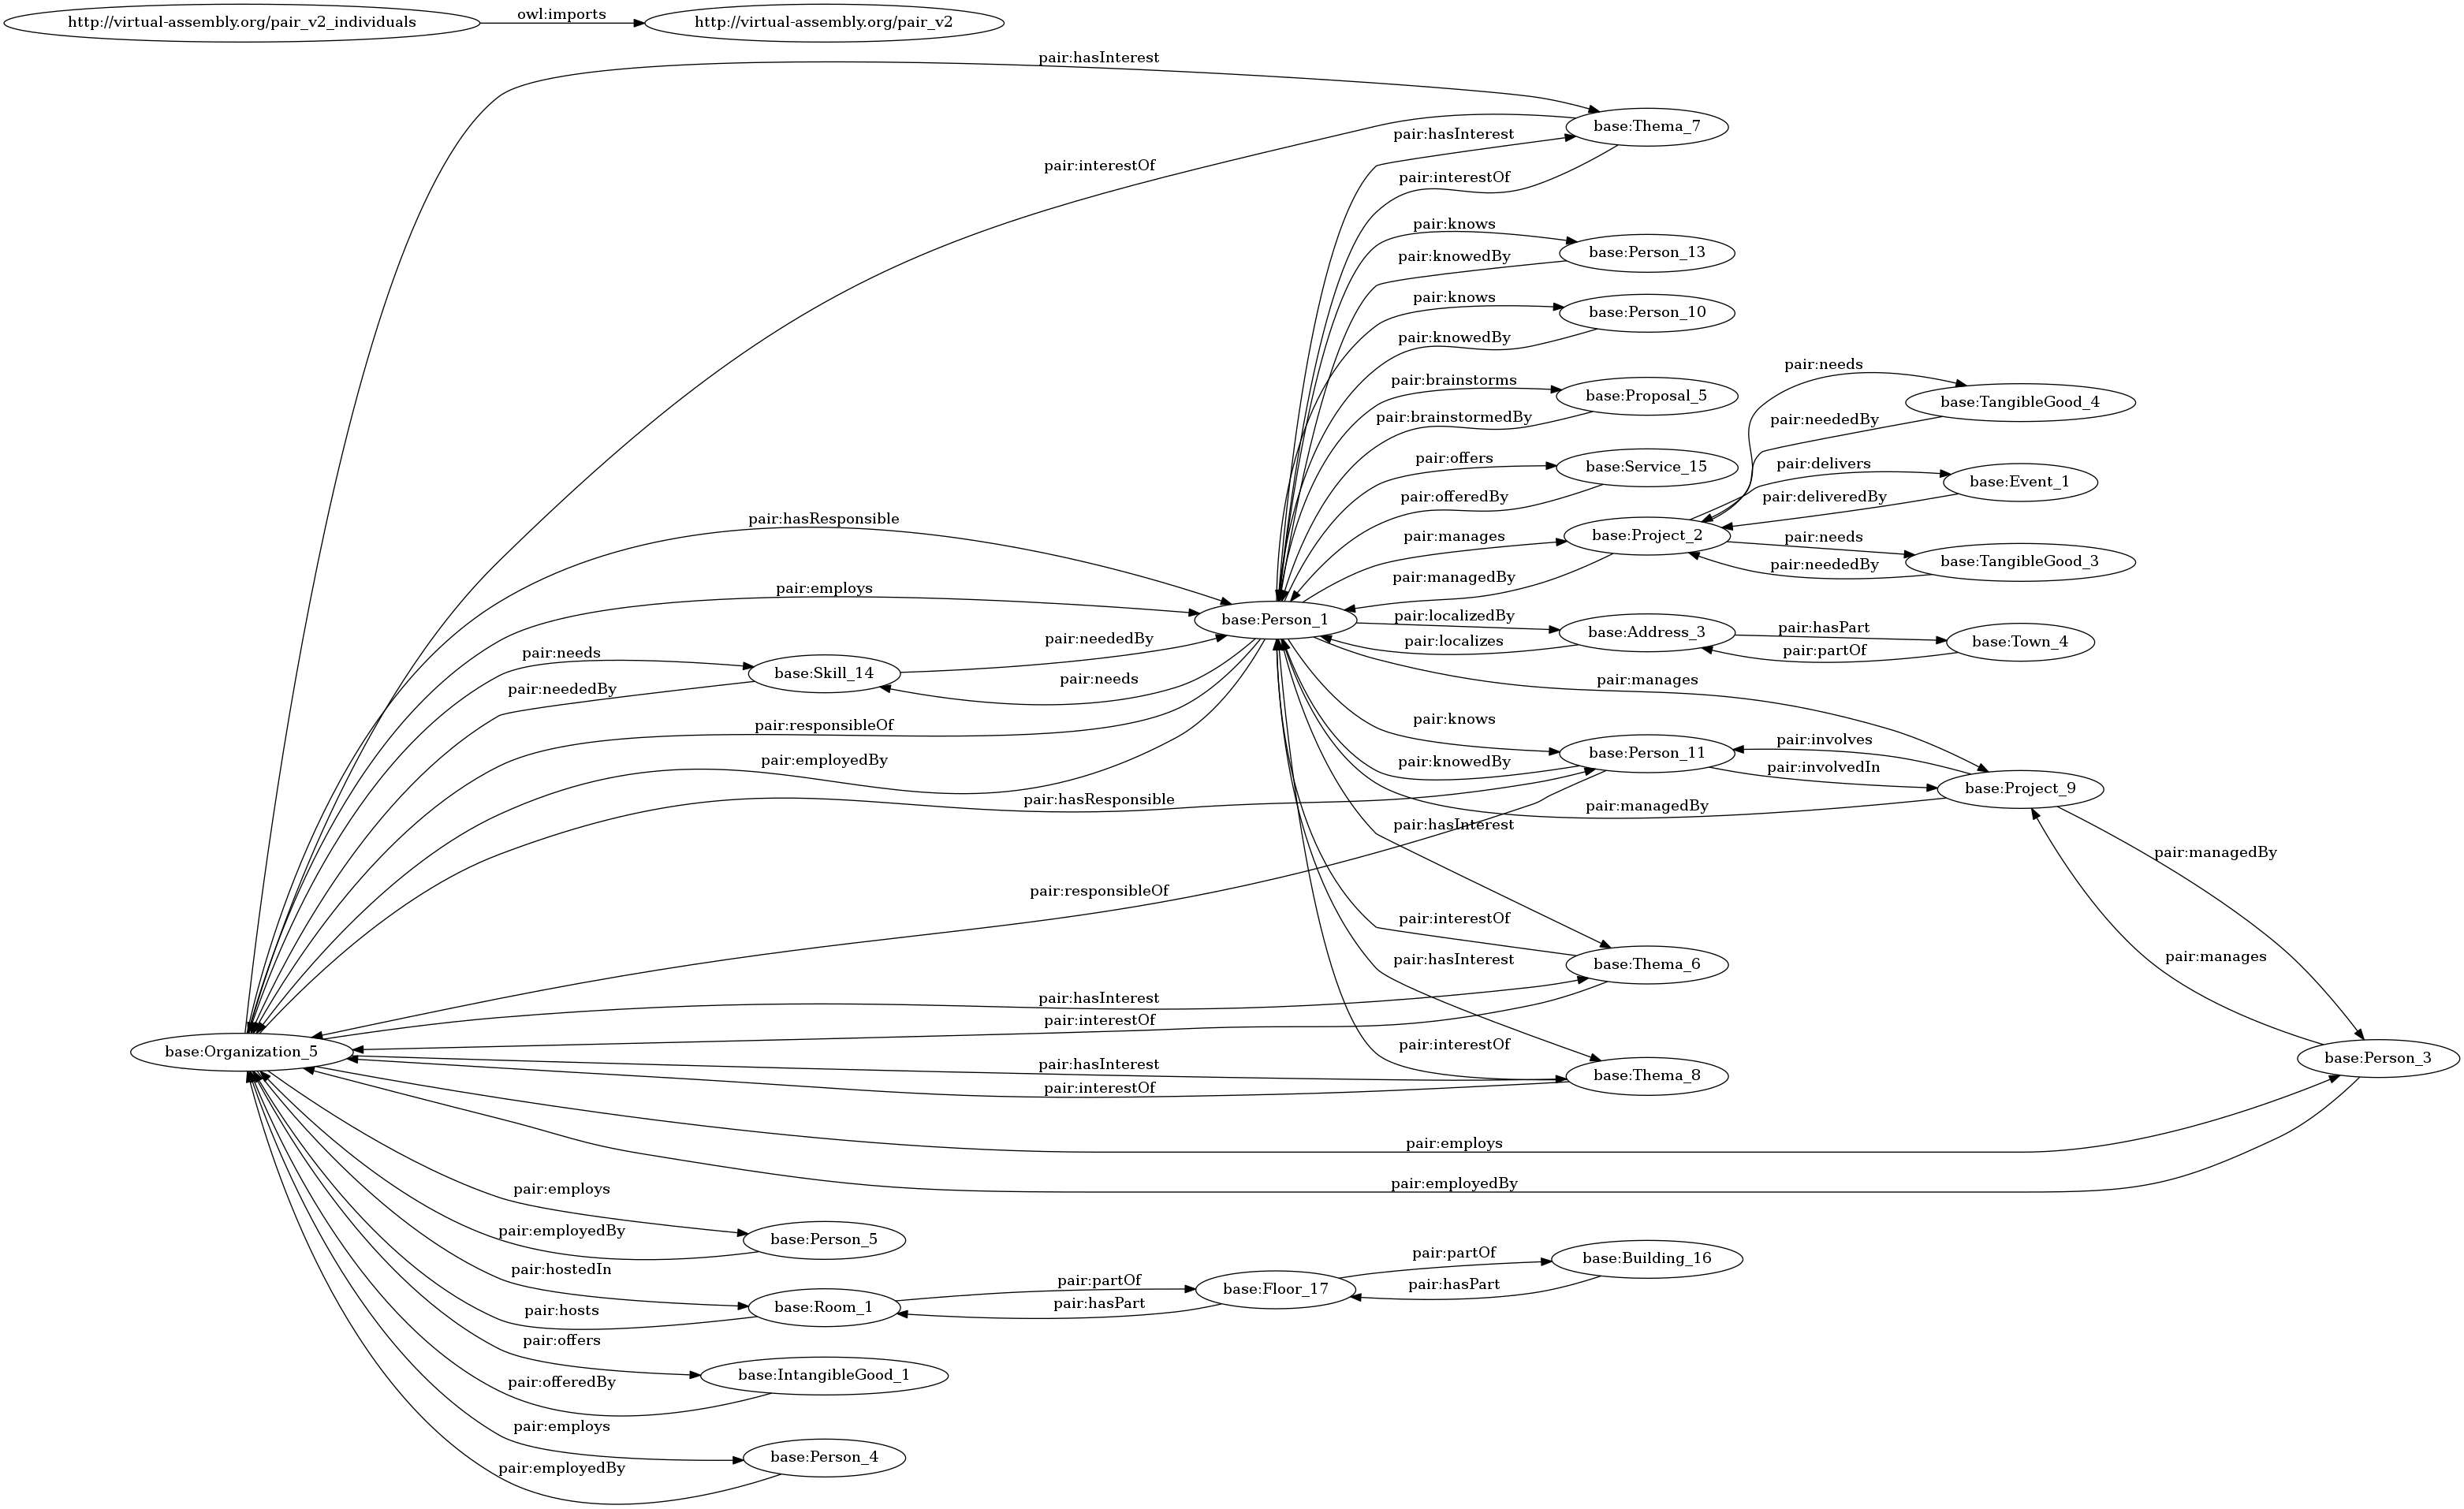 http://virtual-assembly.org/pair_v2_individuals
owl:imports
http://virtual-assembly.org/pair_v2
pair:hasInterest
base:Thema_7
pair:hasInterest
pair:interestOf
pair:interestOf
pair:knows
base:Person_13
pair:knowedBy
pair:knows
base:Person_10
pair:knowedBy
pair:needs
pair:brainstorms
base:Proposal_5
base:TangibleGood_4
pair:brainstormedBy
pair:neededBy
pair:offers
base:Service_15
pair:delivers
base:Event_1
pair:offeredBy
pair:deliveredBy
pair:hasResponsible
pair:manages
base:Project_2
pair:needs
base:TangibleGood_3
pair:neededBy
pair:managedBy
pair:employs
base:Person_1
pair:localizedBy
base:Address_3
pair:hasPart
base:Town_4
pair:localizes
pair:partOf
pair:needs
pair:neededBy
base:Skill_14
pair:needs
pair:manages
pair:neededBy
pair:responsibleOf
pair:knows
pair:involves
base:Person_11
pair:employedBy
pair:knowedBy
pair:involvedIn
base:Project_9
pair:hasResponsible
pair:managedBy
pair:hasInterest
pair:managedBy
pair:responsibleOf
pair:interestOf
pair:hasInterest
pair:manages
base:Thema_6
pair:hasInterest
pair:interestOf
base:Organization_5
pair:interestOf
base:Person_3
pair:hasInterest
base:Thema_8
pair:interestOf
pair:employs
pair:employedBy
pair:employs
pair:employedBy
base:Person_5
pair:hostedIn
pair:partOf
base:Building_16
pair:partOf
pair:hasPart
base:Floor_17
pair:hosts
base:Room_1
pair:hasPart
pair:offers
base:IntangibleGood_1
pair:offeredBy
pair:employs
base:Person_4
pair:employedBy